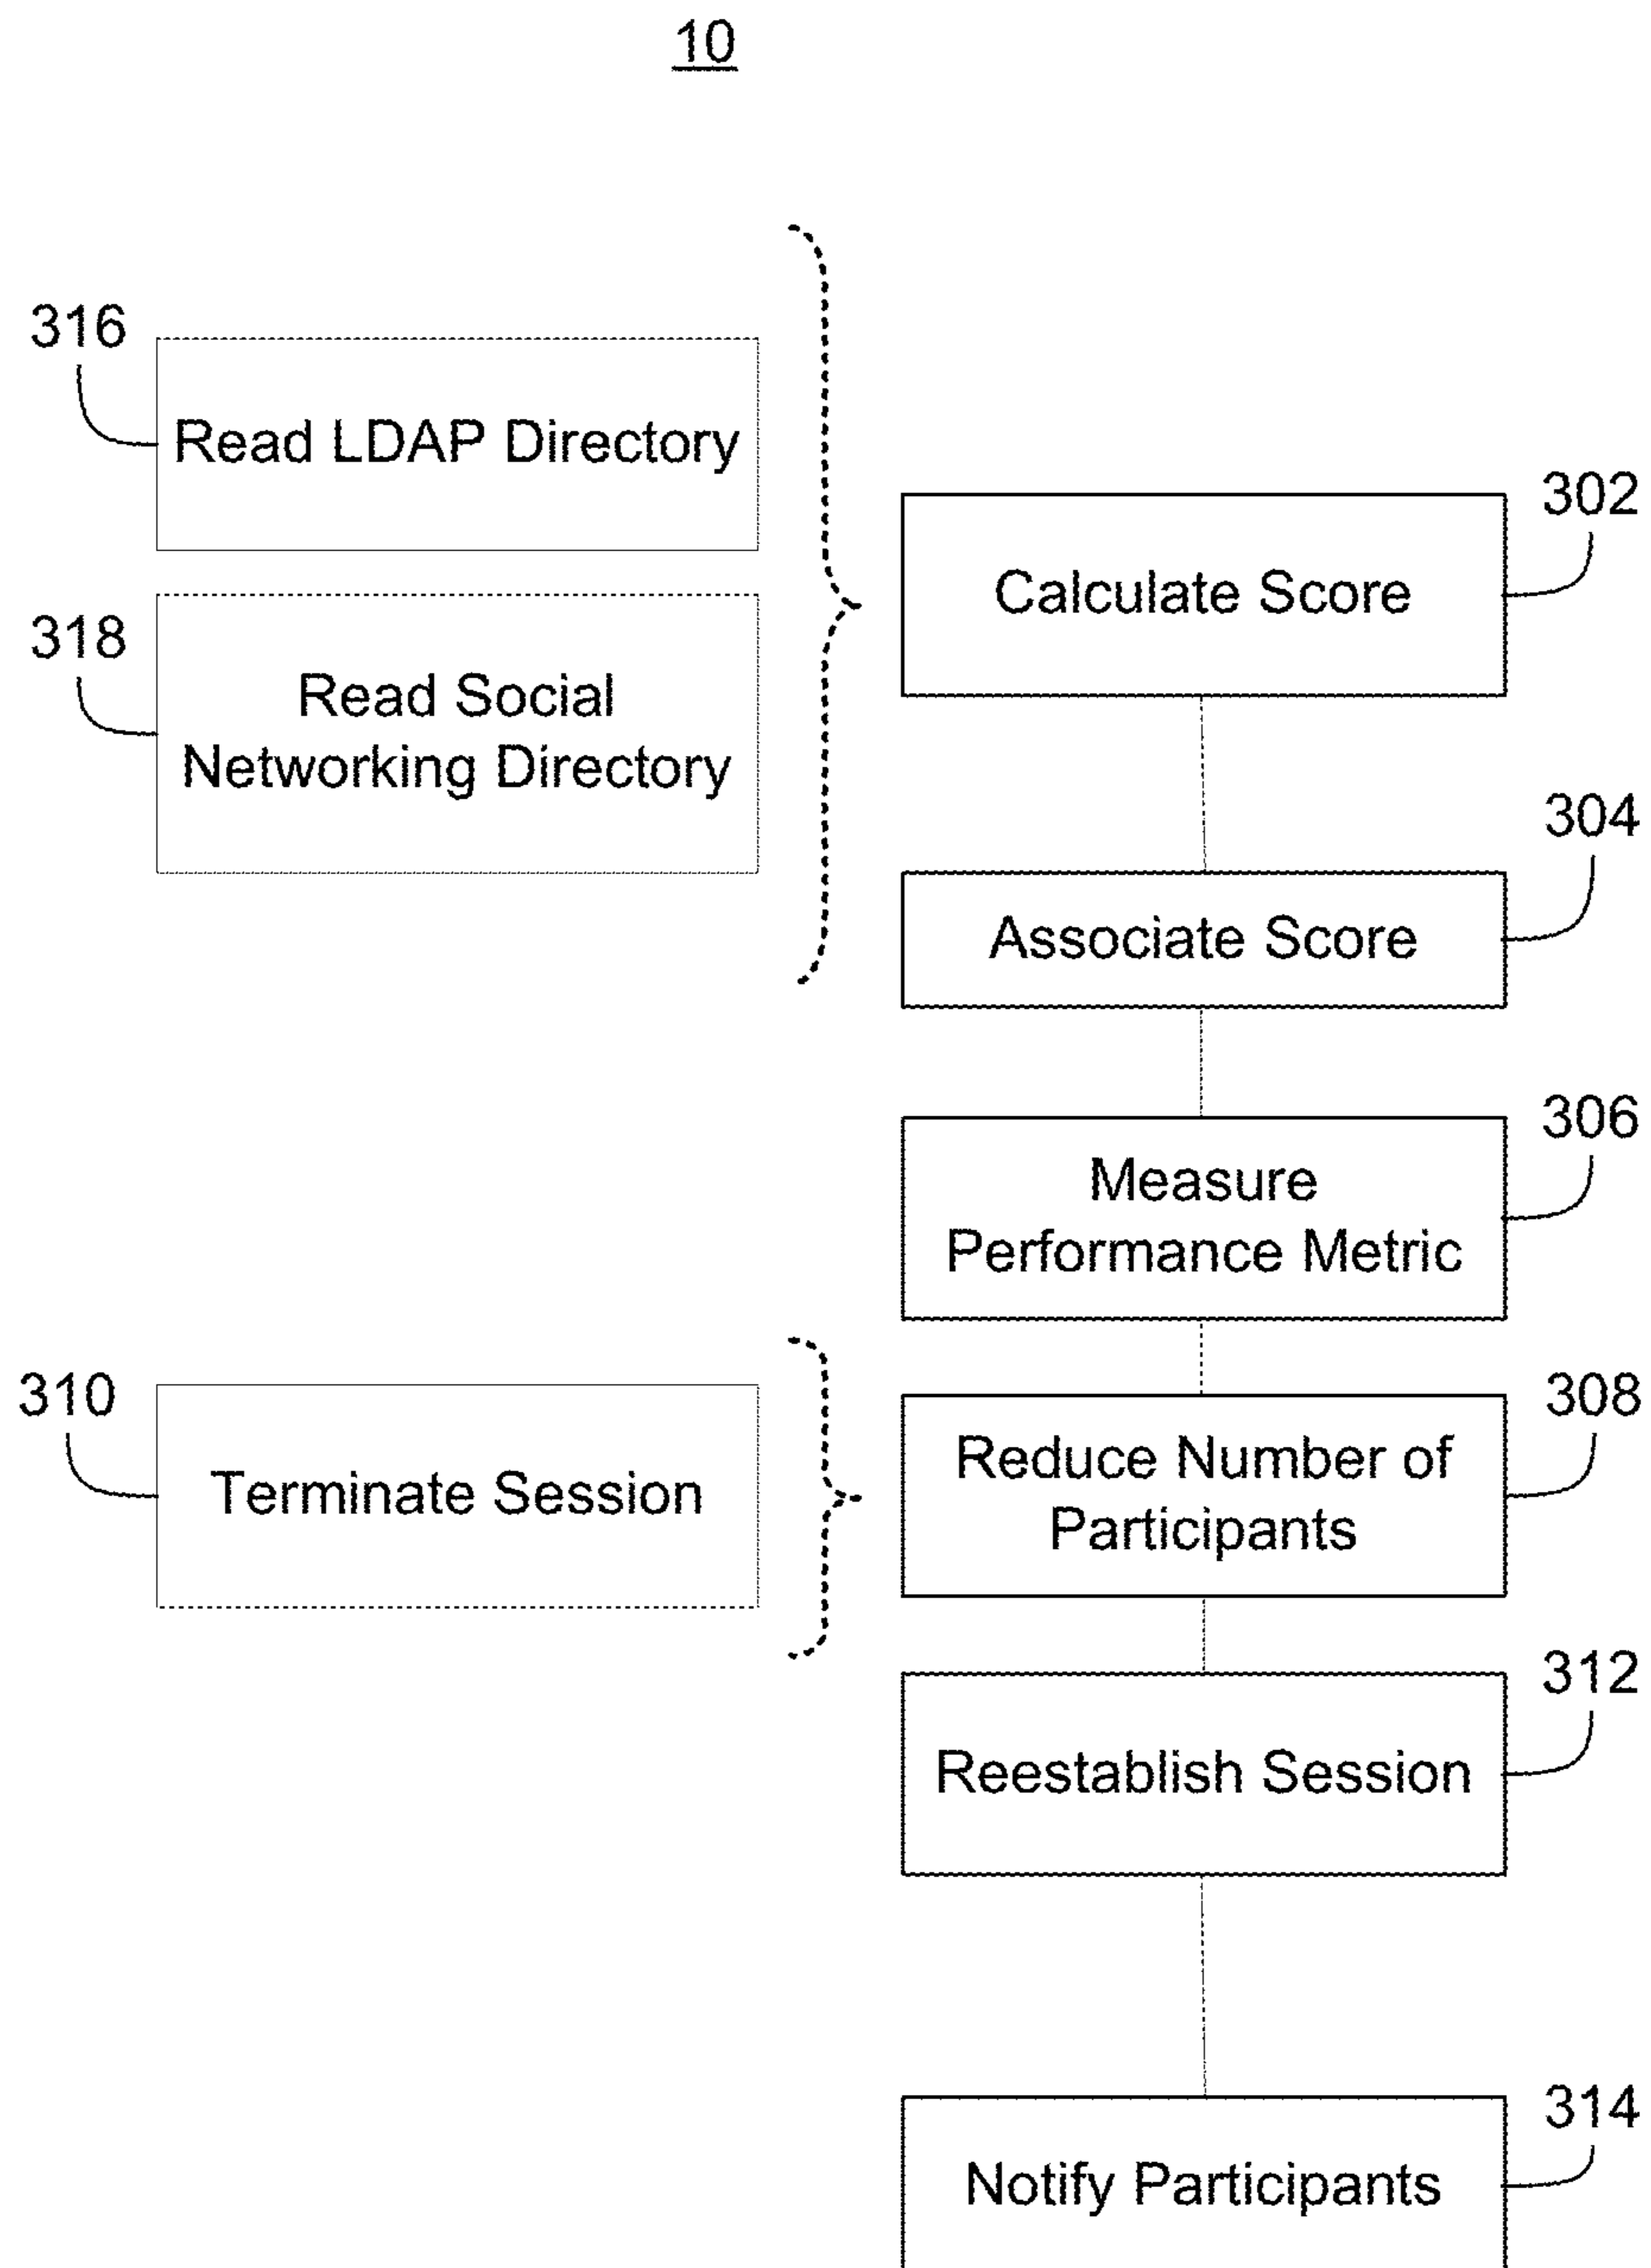 10
316
Read LDAP Directory
302
Calculate Score
318
Read Social
Networking Directory
304
Associate Score
306
Measure
Performance Metric
310
Terminate Session
308
Reduce Number of
Participants
312
Reestablish Session
314
Notify Participants